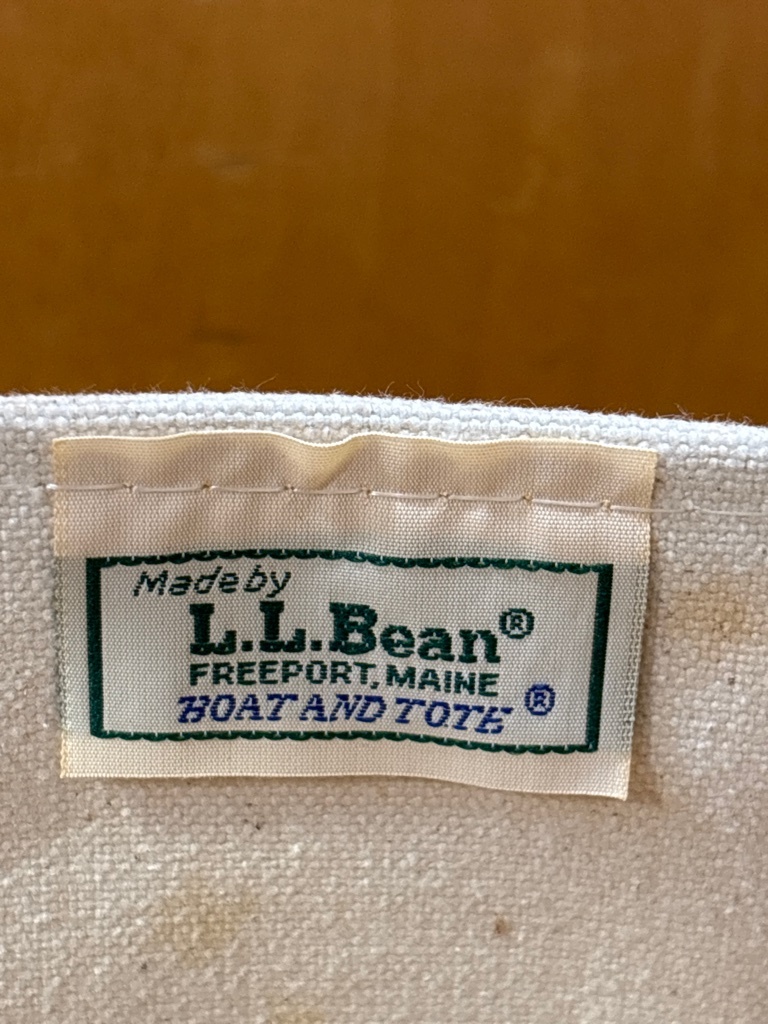 Made by
L.L.Bean®
FREEPORT, MAINE
BOAT AND TOTE ®